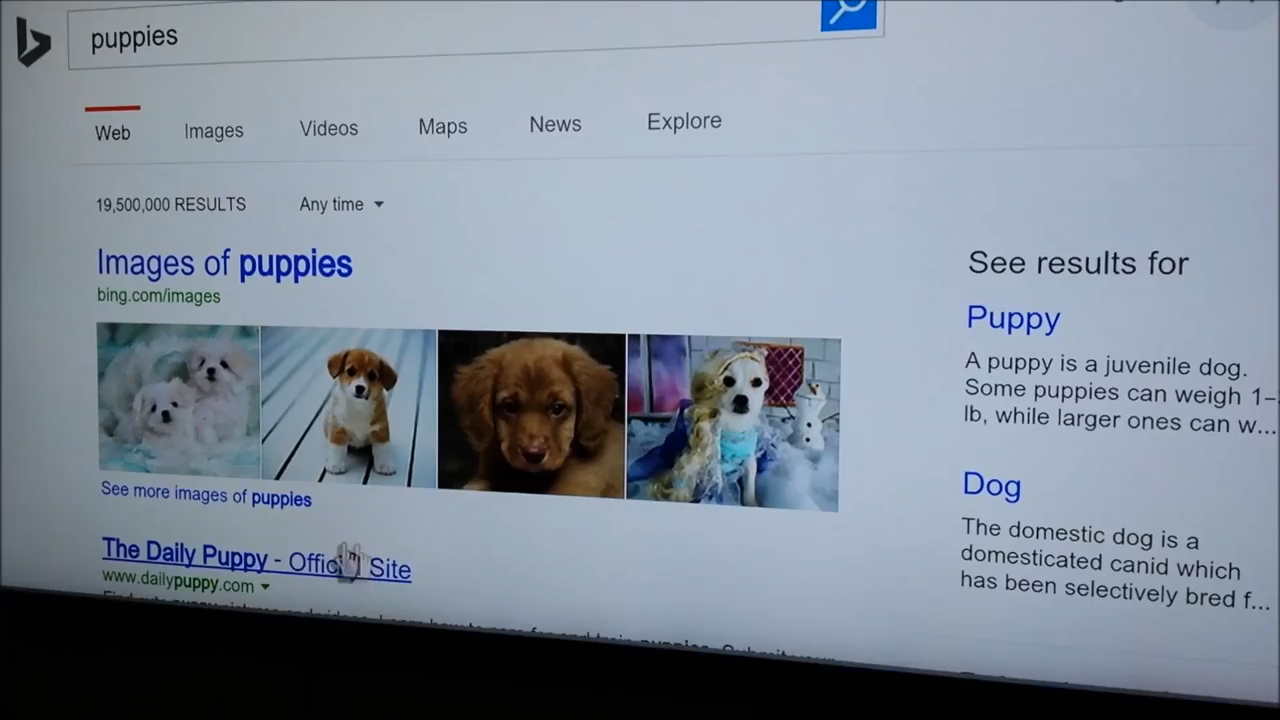 puppies
Web Images Videos Maps News Explore
19,500,000 RESULTS Any time
Images of puppies
bing.com/images
See more images of puppies
The Daily Puppy - Official Site
www.dailypuppy.com
See results for
Puppy
A puppy is a juvenile dog.
Some puppies can weigh 1–
lb, while larger ones can w...
Dog
The domestic dog is a
domesticated canid which
has been selectively bred f...